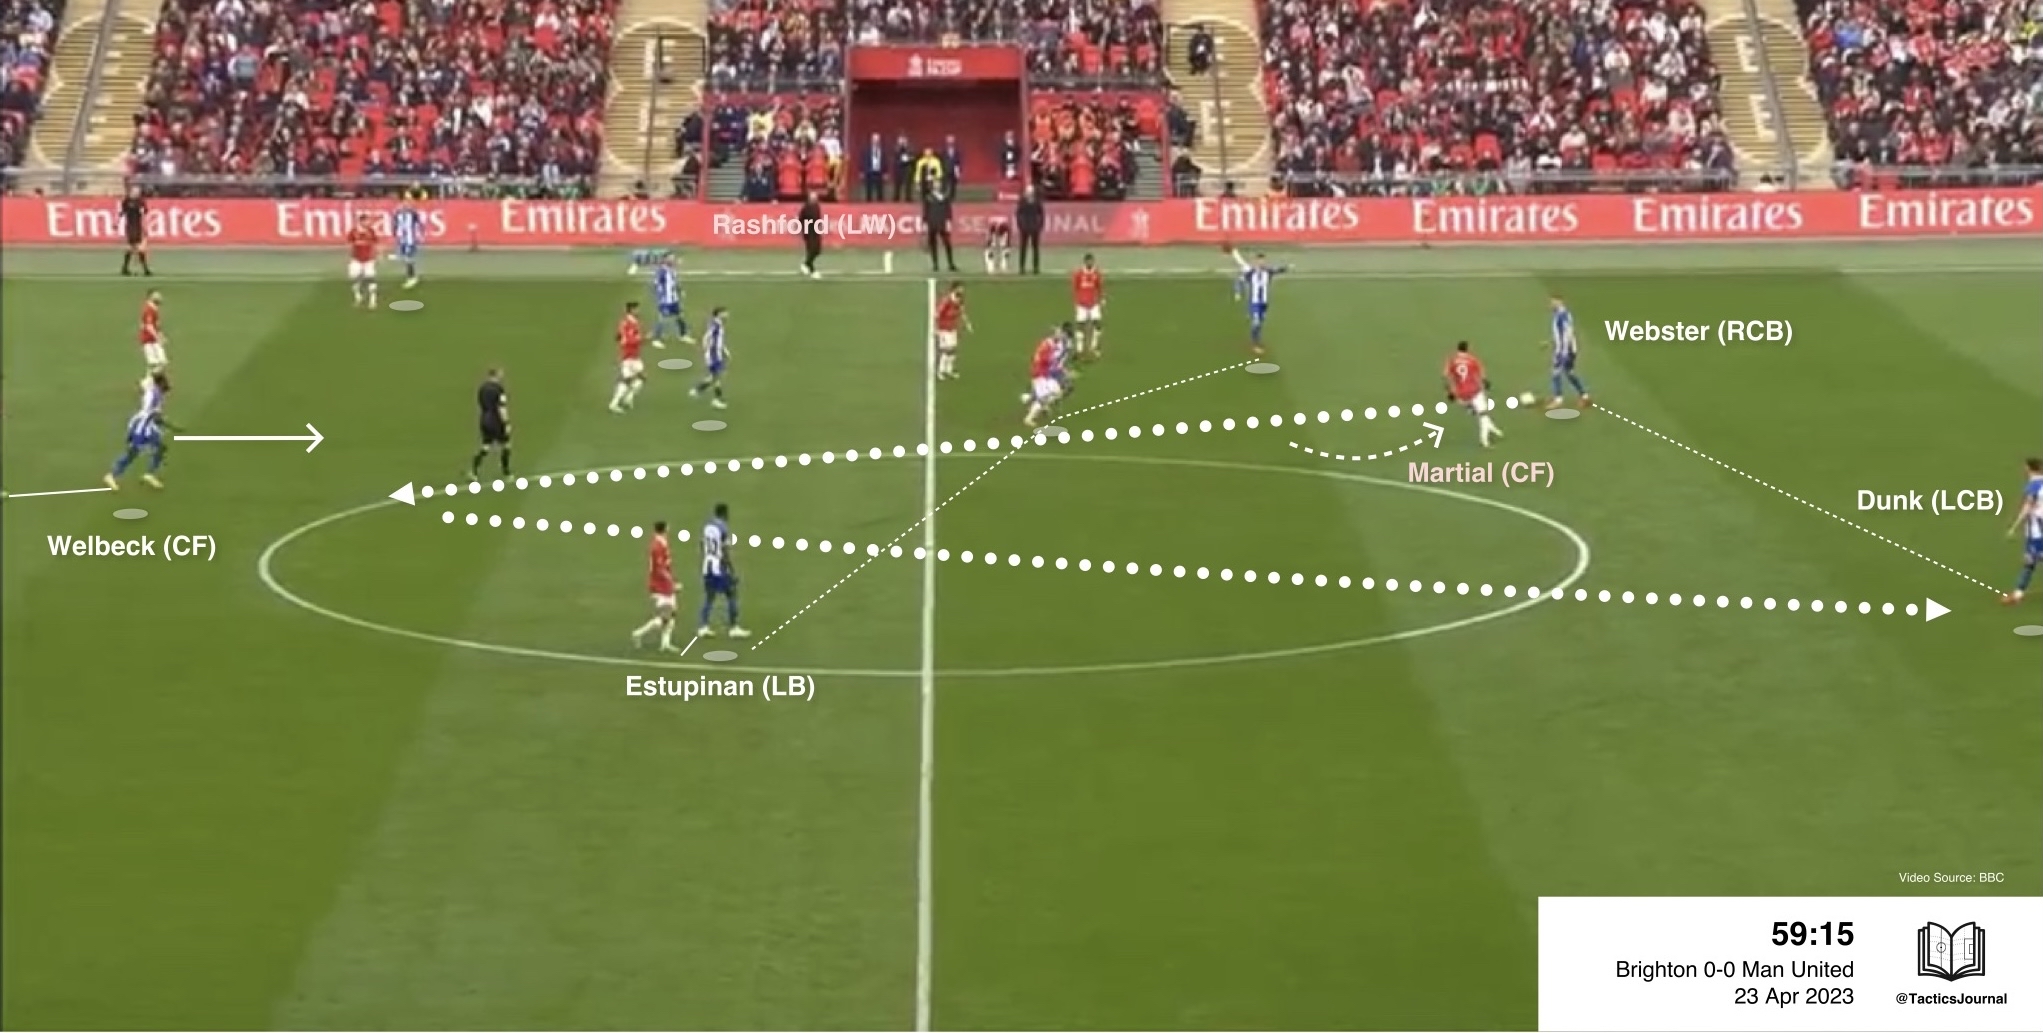 Emirates Emirates Emirates Rashford (LW) Emirates Emirates Emirates Emirates
Webster (RCB)
Martial (CF)
9
Dunk (LCB)
Welbeck (CF)
Estupinan (LB)
Video Source: BBC
59:15
Brighton 0-0 Man United
23 Apr 2023
@TacticsJournal